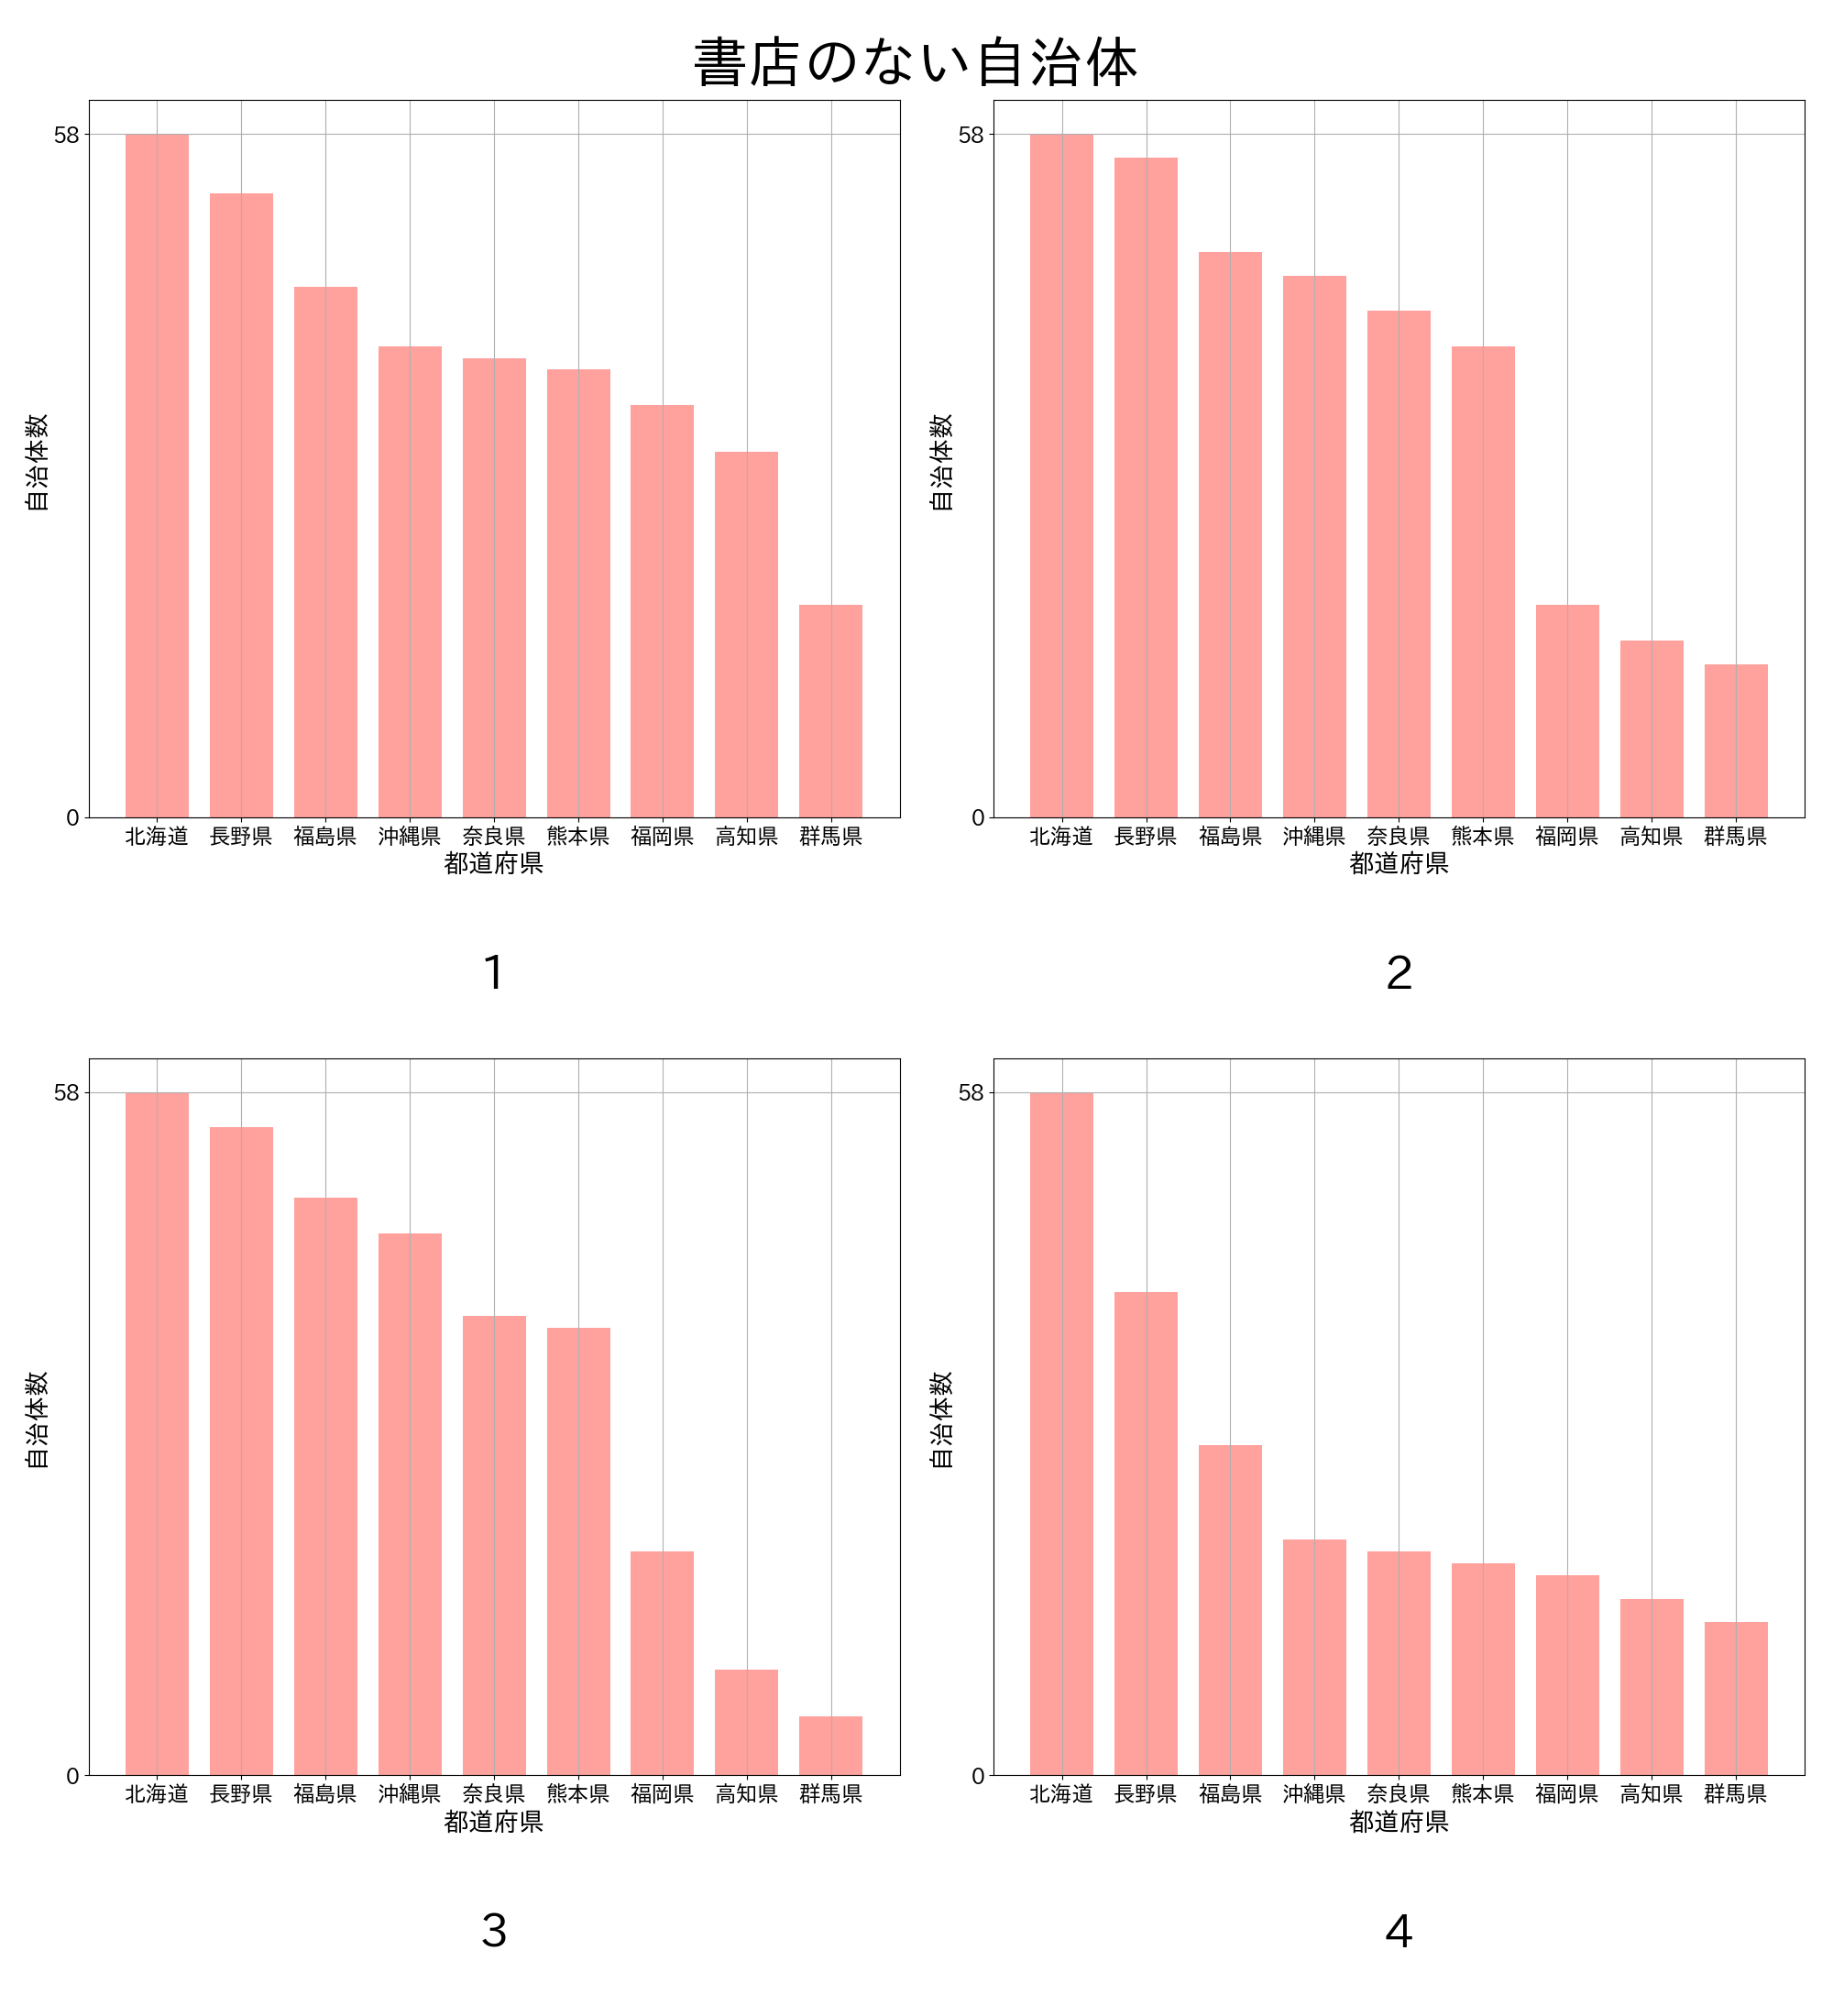 書店のない自治体
58
0
自治体数
北海道 長野県 福島県 沖縄県 奈良県 熊本県 福岡県 高知県 群馬県
都道府県
1
58
0
自治体数
北海道 長野県 福島県 沖縄県 奈良県 熊本県 福岡県 高知県 群馬県
都道府県
2
58
0
自治体数
北海道 長野県 福島県 沖縄県 奈良県 熊本県 福岡県 高知県 群馬県
都道府県
3
58
0
自治体数
北海道 長野県 福島県 沖縄県 奈良県 熊本県 福岡県 高知県 群馬県
都道府県
4